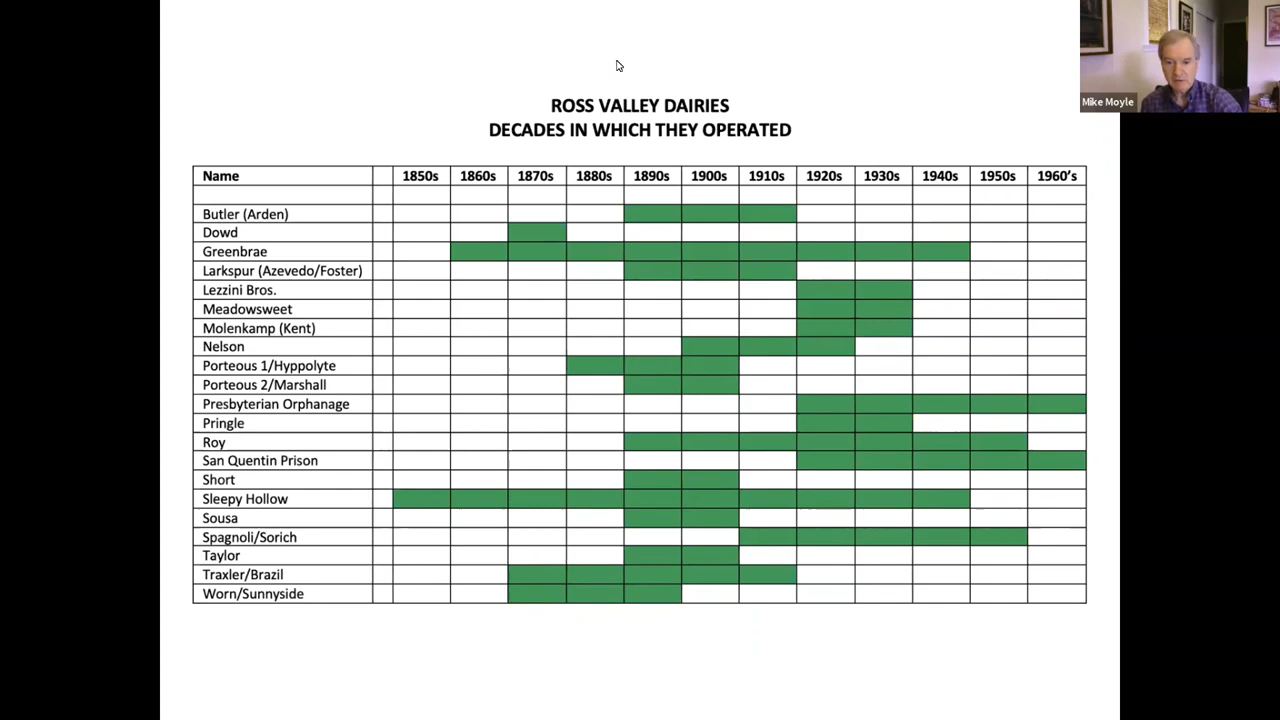 Mike Moyle
ROSS VALLEY DAIRIES
DECADES IN WHICH THEY OPERATED
Name 1850s 1860s 1870s 1880s 1890s 1900s 1910s 1920s 1930s 1940s 1950s 1960's
Butler (Arden)
Dowd
Greenbrae
Larkspur (Azevedo/Foster)
Lezzini Bros.
Meadowsweet
Molenkamp (Kent)
Nelson
Porteous 1/Hyppolyte
Porteous 2/Marshall
Presbyterian Orphanage
Pringle
Roy
San Quentin Prison
Short
Sleepy Hollow
Sousa
Spagnoli/Sorich
Taylor
Traxler/Brazil
Worn/Sunnyside